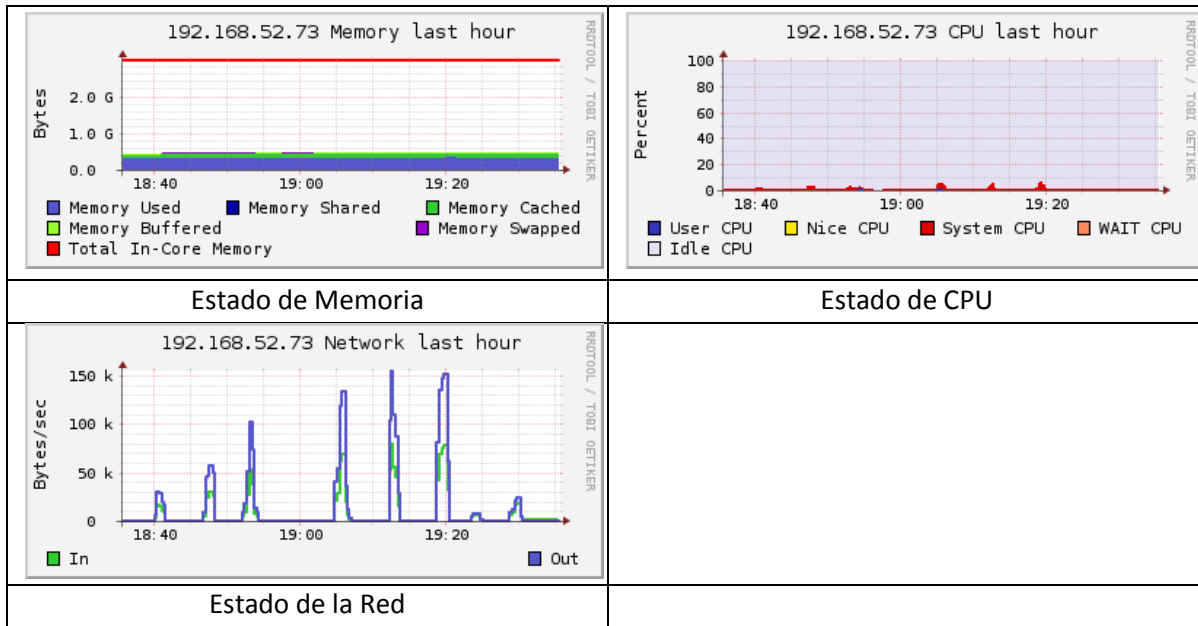 192.168.52.73 Memory last hour
RRDTOOL / TOBI OETIKER
Bytes
2.0 G
1.0 G
0.0
18:40 19:00 19:20
Memory Used Memory Shared Memory Cached
Memory Buffered Memory Swapped
Total In-Core Memory
192.168.52.73 CPU last hour
RRDTOOL / TOBI OETIKER
Percent
100
80
60
40
20
0
18:40 19:00 19:20
User CPU Nice CPU System CPU WAIT CPU
Idle CPU
Estado de Memoria
Estado de CPU
192.168.52.73 Network last hour
RRDTOOL / TOBI OETIKER
Bytes/sec
150 k
100 k
50 k
0
18:40 19:00 19:20
In Out
Estado de la Red